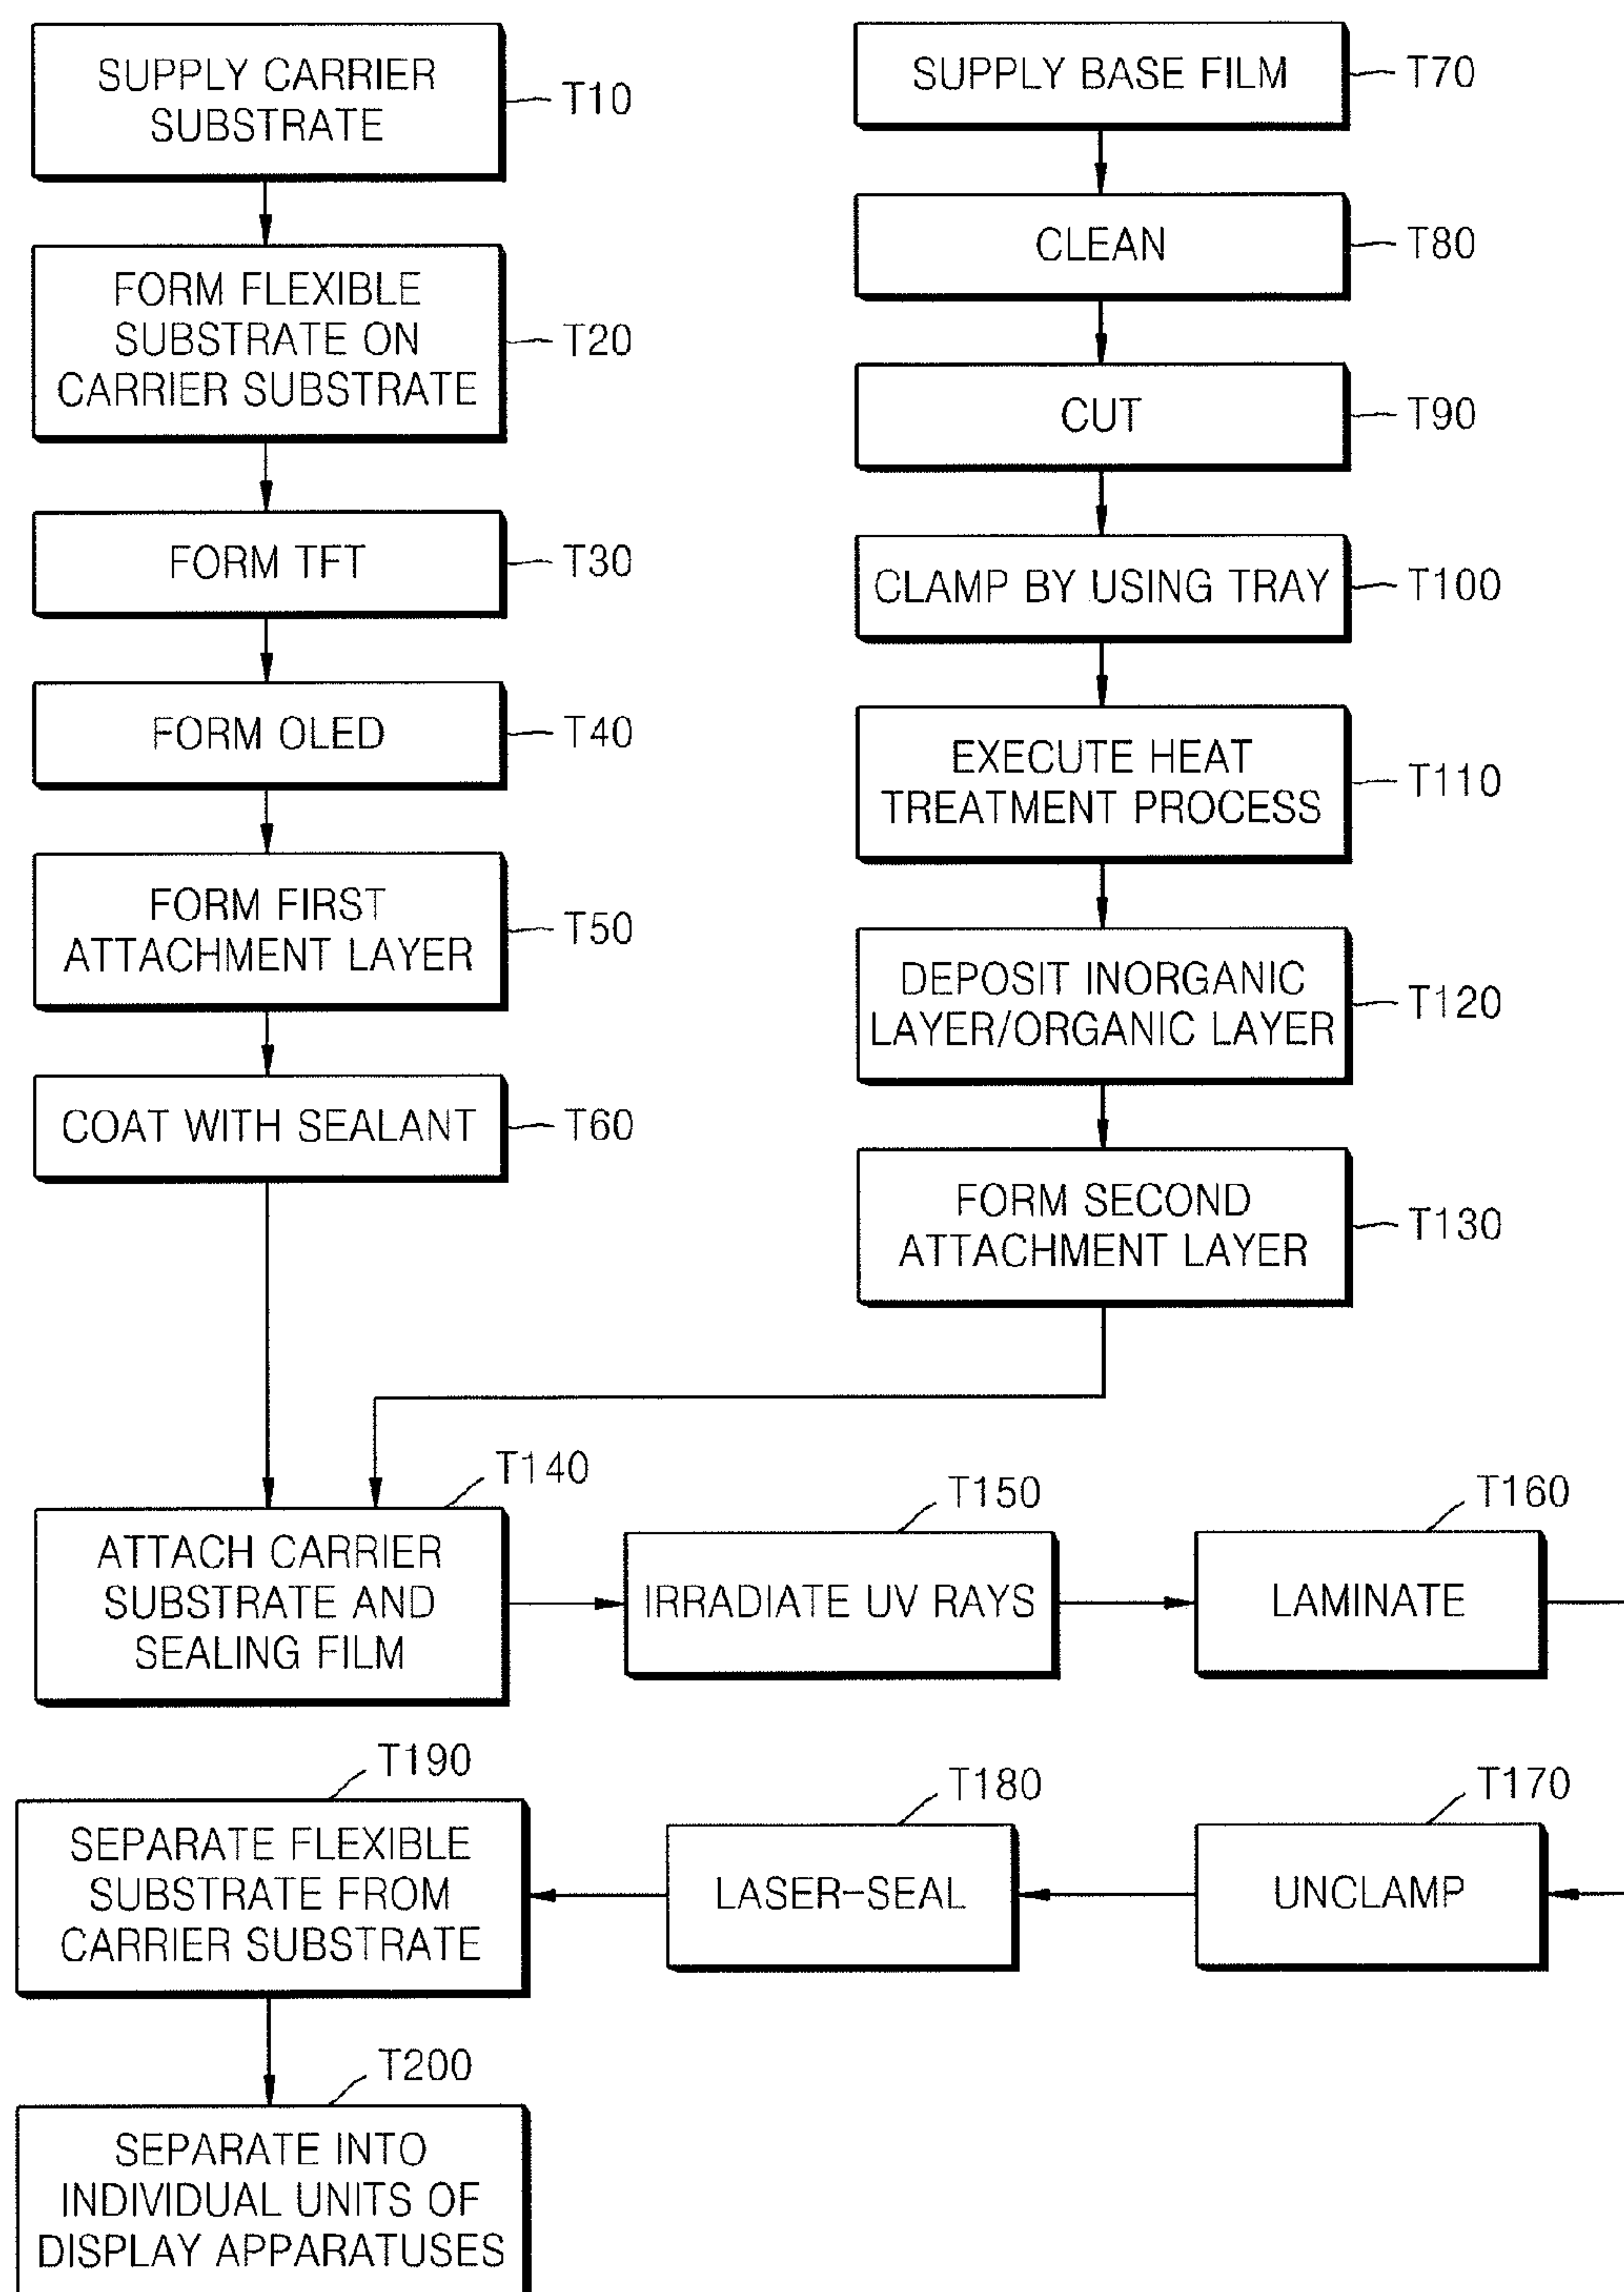 SUPPLY CARRIER
SUBSTRATE
T10
FORM FLEXIBLE
SUBSTRATE ON
CARRIER SUBSTRATE
T20
FORM TFT
T30
FORM OLED
T40
FORM FIRST
ATTACHMENT LAYER
T50
COAT WITH SEALANT
T60
SUPPLY BASE FILM
T70
CLEAN
T80
CUT
T90
CLAMP BY USING TRAY
T100
EXECUTE HEAT
TREATMENT PROCESS
T110
DEPOSIT INORGANIC
LAYER/ORGANIC LAYER
T120
FORM SECOND
ATTACHMENT LAYER
T130
T140
ATTACH CARRIER
SUBSTRATE AND
SEALING FILM
T150
IRRADIATE UV RAYS
T160
LAMINATE
T170
UNCLAMP
T180
LASER-SEAL
T190
SEPARATE FLEXIBLE
SUBSTRATE FROM
CARRIER SUBSTRATE
T200
SEPARATE INTO
INDIVIDUAL UNITS OF
DISPLAY APPARATUSES